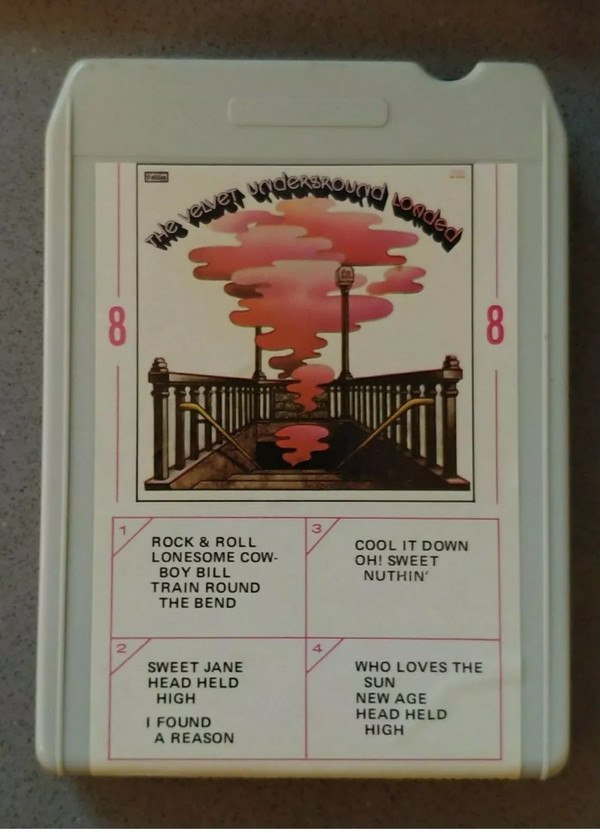 The VELVET UNDERGROUND LOADED
8
8
1
ROCK & ROLL
LONESOME COW-
BOY BILL
TRAIN ROUND
THE BEND
3
COOL IT DOWN
OH! SWEET
NUTHIN'
2
SWEET JANE
HEAD HELD
HIGH
I FOUND
A REASON
4
WHO LOVES THE
SUN
NEW AGE
HEAD HELD
HIGH